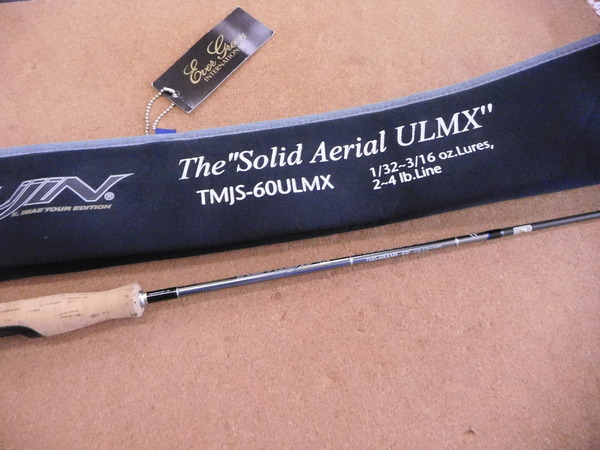 Ever Green
INTERNATIONAL
The "Solid Aerial ULMX"
TMJS-60ULMX
1/32~3/16 oz.Lures,
2~4 lb.Line
IMAE TOUR EDITION